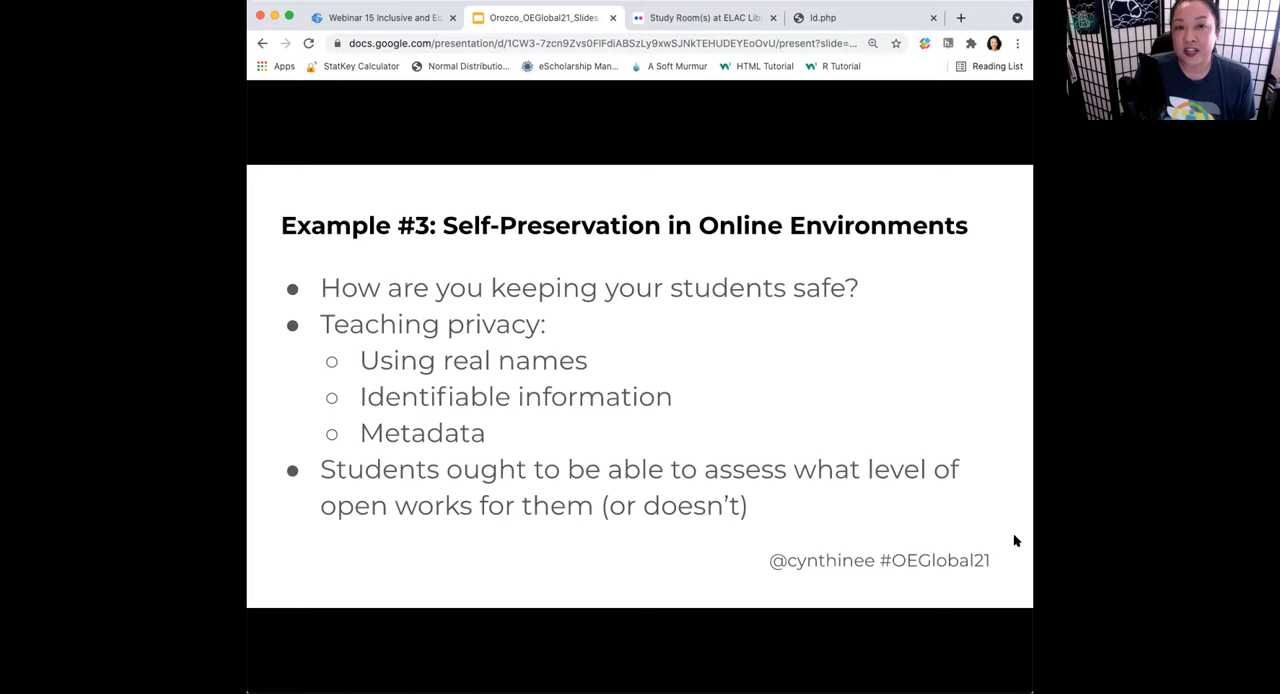 Webinar 15 Inclusive and Eq
Orozco_OEGlobal21_Slides
Study Room(s) at ELAC Lib
ld.php
docs.google.com/presentation/d/1CW3-7zcn9Zvs0FlFdiABSzLy9xwSJNkTEHUDEYEoOvU/present?slide=...
Apps
StatKey Calculator
Normal Distributio...
eScholarship Man...
A Soft Murmur
HTML Tutorial
R Tutorial
Reading List
Example #3: Self-Preservation in Online Environments
● How are you keeping your students safe?
● Teaching privacy:
○ Using real names
○ Identifiable information
○ Metadata
● Students ought to be able to assess what level of
open works for them (or doesn’t)
@cynthinee #OEGlobal21